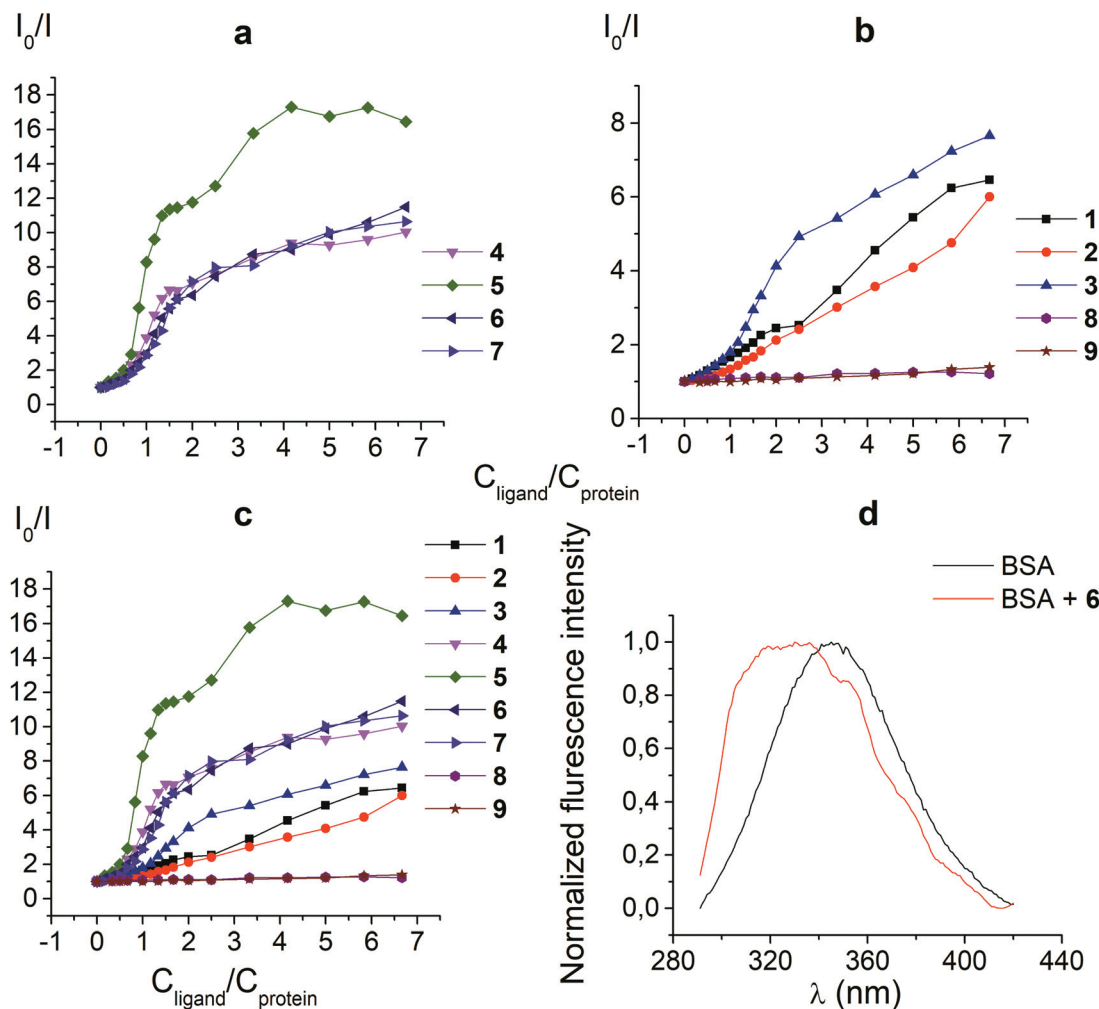 I0/I
a
18
16
14
12
10
8
6
4
2
0
-1 0 1 2 3 4 5 6 7
4
5
6
7
I0/I
b
8
6
4
2
0
-1 0 1 2 3 4 5 6 7
1
2
3
8
9
Cligand/Cprotein
I0/I
c
18
16
14
12
10
8
6
4
2
0
-1 0 1 2 3 4 5 6 7
Cligand/Cprotein
1
2
3
4
5
6
7
8
9
d
Normalized flurescence intensity
BSA
BSA + 6
1,0
0,8
0,6
0,4
0,2
0,0
280 320 360 400 440
λ (nm)